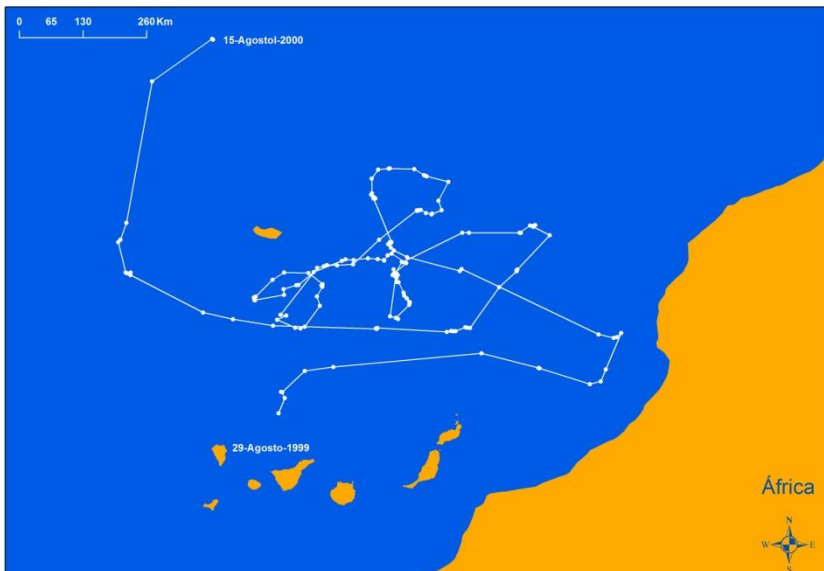 0 65 130 260 Km
15-Agostol-2000
29-Agosto-1999
África
N
W E
S